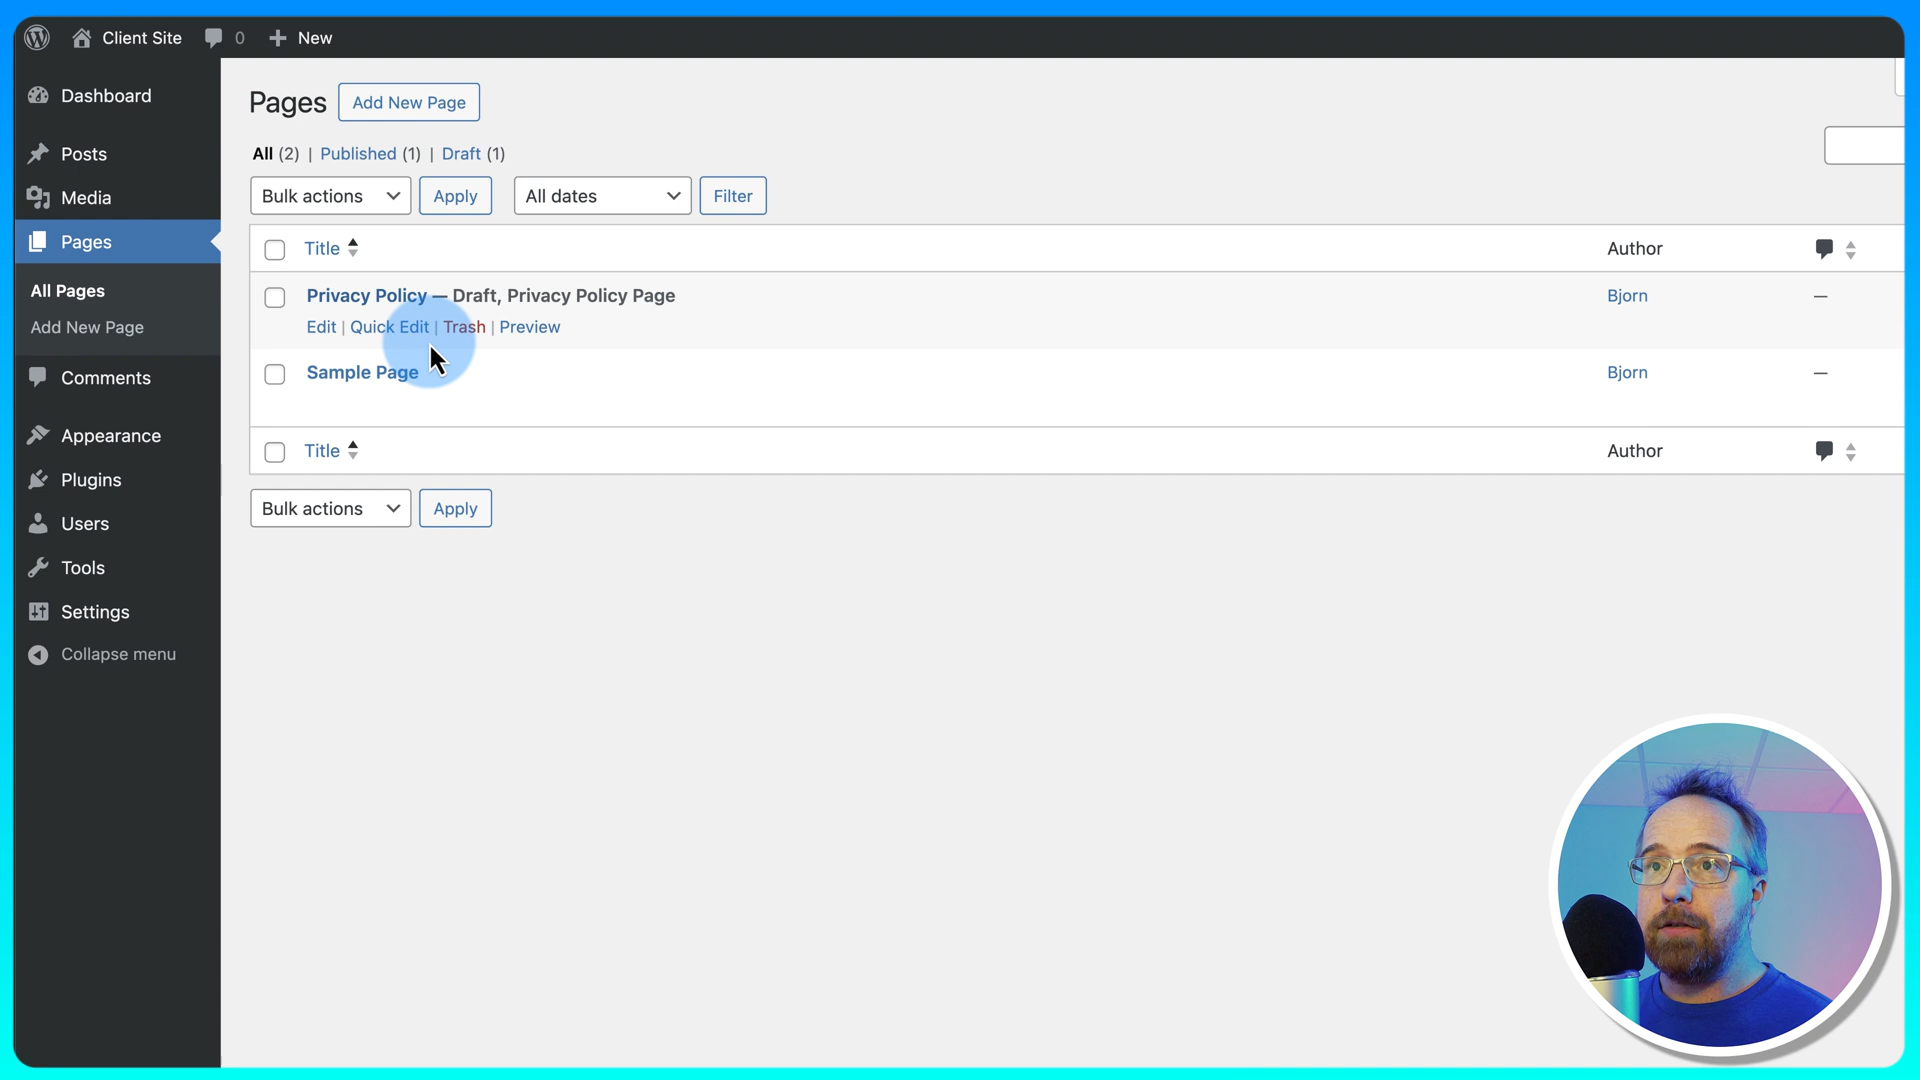 Client Site 0 New
Dashboard
Posts
Media
Pages
All Pages
Add New Page
Comments
Appearance
Plugins
Users
Tools
Settings
Collapse menu
Pages Add New Page
All (2) | Published (1) | Draft (1)
Bulk actions Apply All dates Filter
Title Author
Privacy Policy — Draft, Privacy Policy Page Bjorn —
Edit | Quick Edit | Trash | Preview
Sample Page Bjorn —
Title Author
Bulk actions Apply